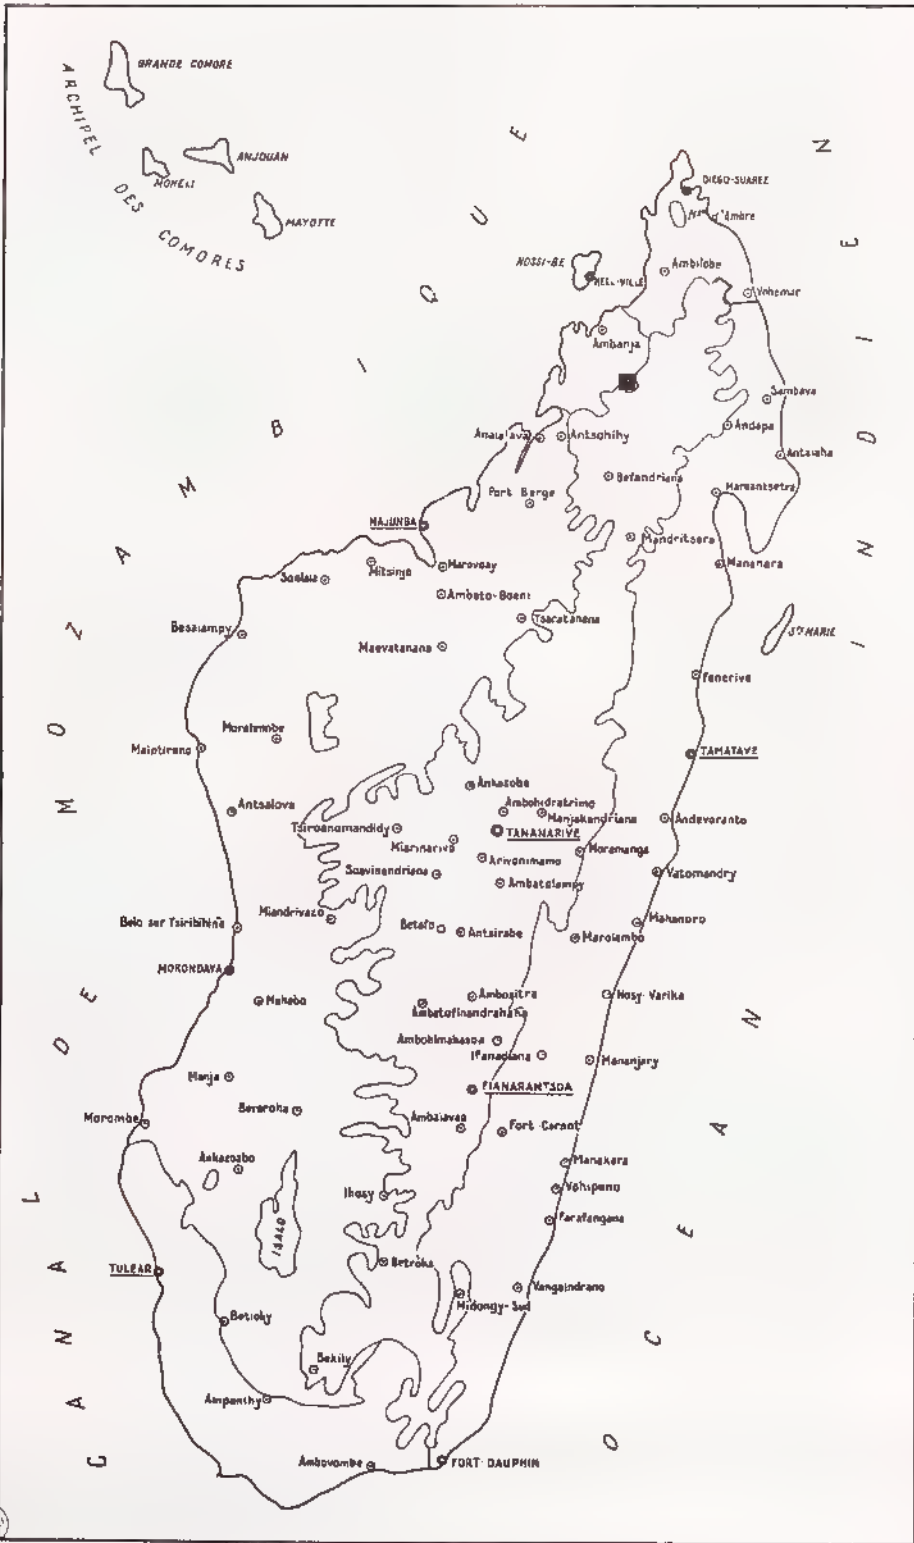 GRANDE COMORE
ARCHIPEL DES COMORES
ANJOUAN
MOHELI
MAYOTTE
CANAL DE MOZAMBIQUE
OCEAN INDIEN
DIEGO-SUAREZ
d'Ambre
NOSSI-BE
HELL-VILLE
Ambilobe
Vohemar
Ambanja
Sambava
Andapa
Antalaha
Analalava
Antsohihy
Befandriana
Maroantsetra
Port Berge
MAJUNGA
Mandritsara
Mananara
Mitsinjo
Marovoay
Soalala
Ambato-Boeni
Tsaratanana
Ste MARIE
Besalampy
Maevatanana
Fenerive
Morafenobe
Maintirano
TAMATAVE
Ankazobe
Antsalova
Ambohidratrimo
Manjakandriana
Andevoranto
Tsiroanomandidy
TANANARIVE
Miarinarivo
Moramanga
Arivonimamo
Soavinandriana
Ambatolampy
Vatomandry
Miandrivazo
Belo sur Tsiribihina
Betafo
Antsirabe
Mahanoro
Marolambo
MORONDAVA
Mahabo
Ambositra
Nosy-Varika
Ambatofinandrahana
Ambohimahasoa
Ifanadiana
Mananjary
Manja
FIANARANTSOA
Beroroha
Morombe
Ambalavao
Fort Carnot
Ankazoabo
Manakara
Ihosy
Vohipeno
ISALO
Farafangana
TULEAR
Betroka
Vangaindrano
Midongy-Sud
Betioky
Bekily
Ampanihy
Ambovombe
FORT-DAUPHIN